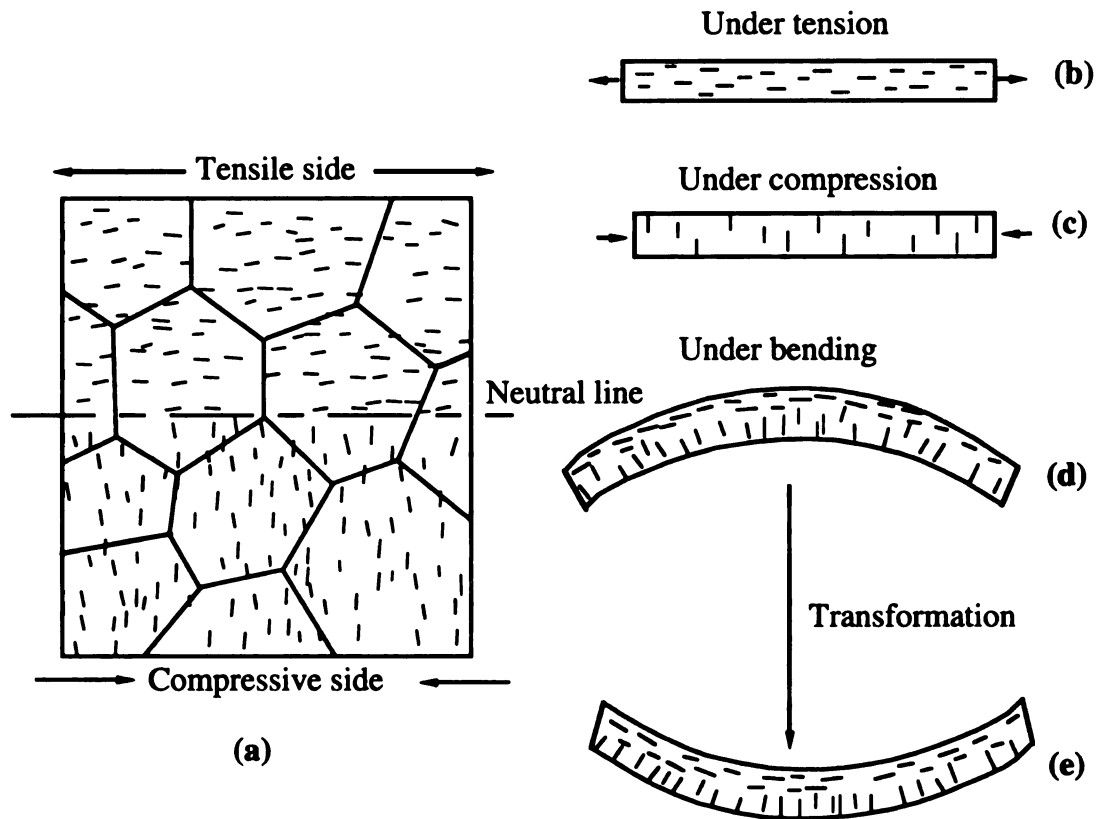 Under tension
(b)
Tensile side
Under compression
(c)
Under bending
Neutral line
(d)
Transformation
Compressive side
(a)
(e)